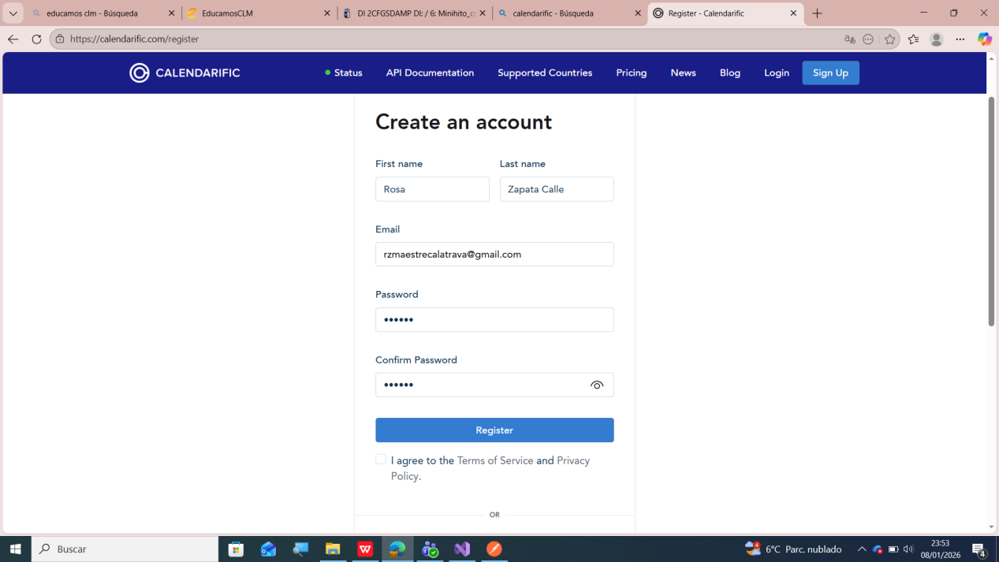 educamos clm - Búsqueda
EducamosCLM
DI 2CFGSDAMP DI: / 6: Minihito_c
calendarific - Búsqueda
Register - Calendarific
https://calendarific.com/register
CALENDARIFIC
Status
API Documentation
Supported Countries
Pricing
News
Blog
Login
Sign Up
Create an account
First name
Last name
Rosa
Zapata Calle
Email
rzmaestrecalatrava@gmail.com
Password
••••••
Confirm Password
••••••
Register
I agree to the Terms of Service and Privacy
Policy.
OR
Buscar
4
6°C Parc. nublado
23:53
08/01/2026
4